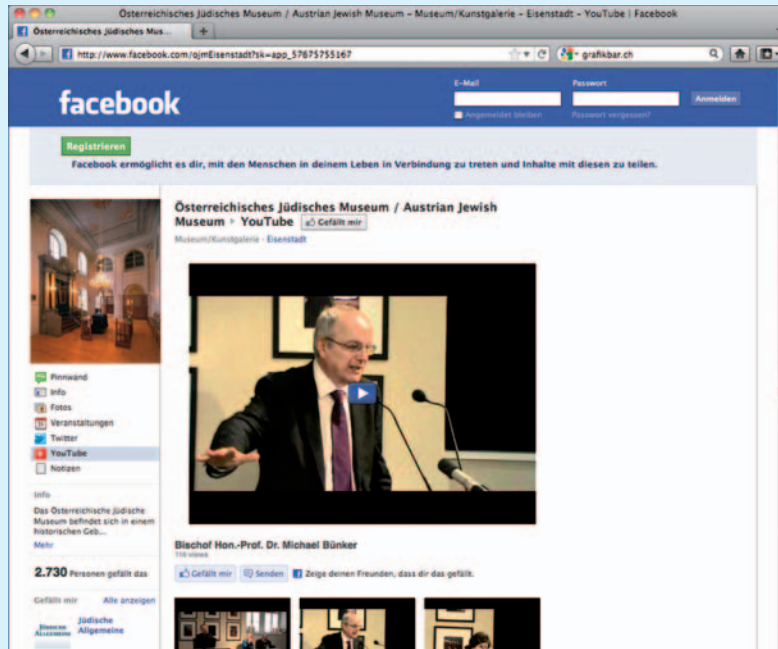 Österreichisches Jüdisches Museum / Austrian Jewish Museum – Museum/Kunstgalerie – Eisenstadt – YouTube | Facebook
Österreichisches Jüdisches Mus...
http://www.facebook.com/ojmEisenstadt?sk=app_57675755167
grafikbar.ch
facebook
E-Mail
Passwort
Anmelden
Angemeldet bleiben
Passwort vergessen?
Registrieren
Facebook ermöglicht es dir, mit den Menschen in deinem Leben in Verbindung zu treten und Inhalte mit diesen zu teilen.
Österreichisches Jüdisches Museum / Austrian Jewish
Museum ▸ YouTube Gefällt mir
Museum/Kunstgalerie · Eisenstadt
Pinnwand
Info
Fotos
Veranstaltungen
Twitter
YouTube
Notizen
Info
Das Österreichische Jüdische
Museum befindet sich in einem
historischen Geb...
Mehr
2.730 Personen gefällt das
Gefällt mir Alle anzeigen
Jüdische
Allgemeine
Bischof Hon.-Prof. Dr. Michael Bünker
116 views
Gefällt mir Senden Zeige deinen Freunden, dass dir das gefällt.